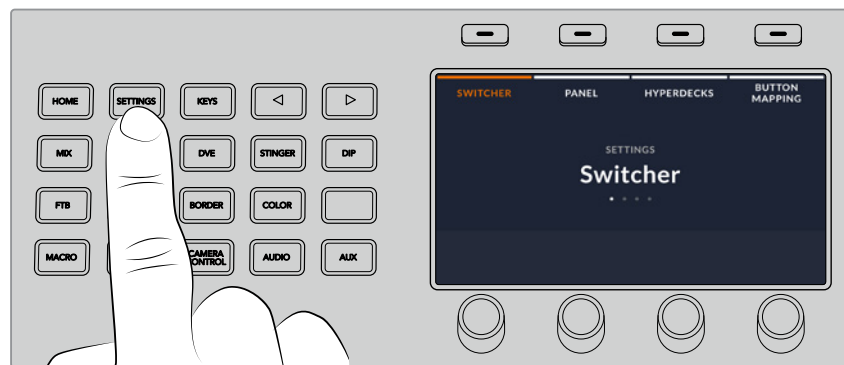 SWITCHER PANEL HYPERDECKS BUTTON MAPPING
HOME SETTINGS KEYS
SETTINGS
Switcher
MIX DVE STINGER DIP
FTB BORDER COLOR
MACRO CAMERA CONTROL AUDIO AUX